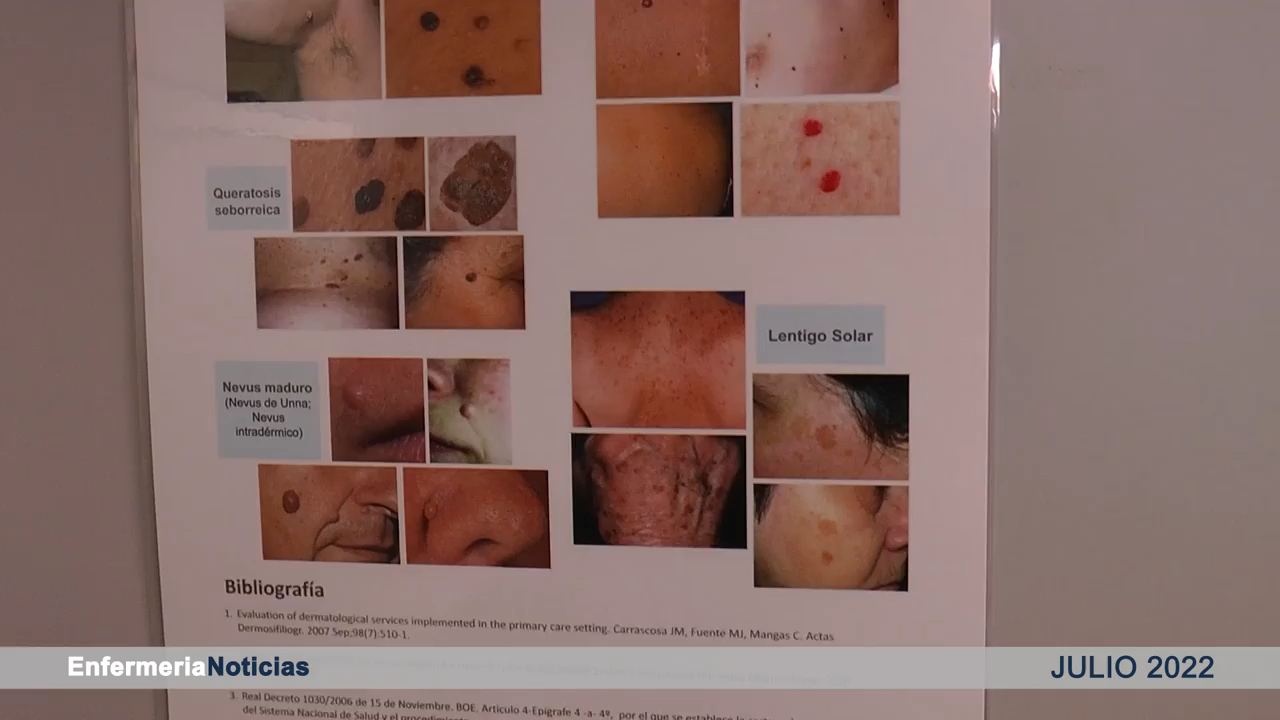 Queratosis
seborreica
Lentigo Solar
Nevus maduro
(Nevus de Unna;
Nevus
intradérmico)
Bibliografía
1. Evaluation of dermatological services implemented in the primary care setting. Carrascosa JM, Fuente MJ, Mangas C. Actas
Dermosifiliogr. 2007 Sep;98(7):510-1.
EnfermeriaNoticias
JULIO 2022
3. Real Decreto 1030/2006 de 15 de Noviembre. BOE. Artículo 4-Epígrafe 4 -a- 4º, por el que se establece la
del Sistema Nacional de Salud y el